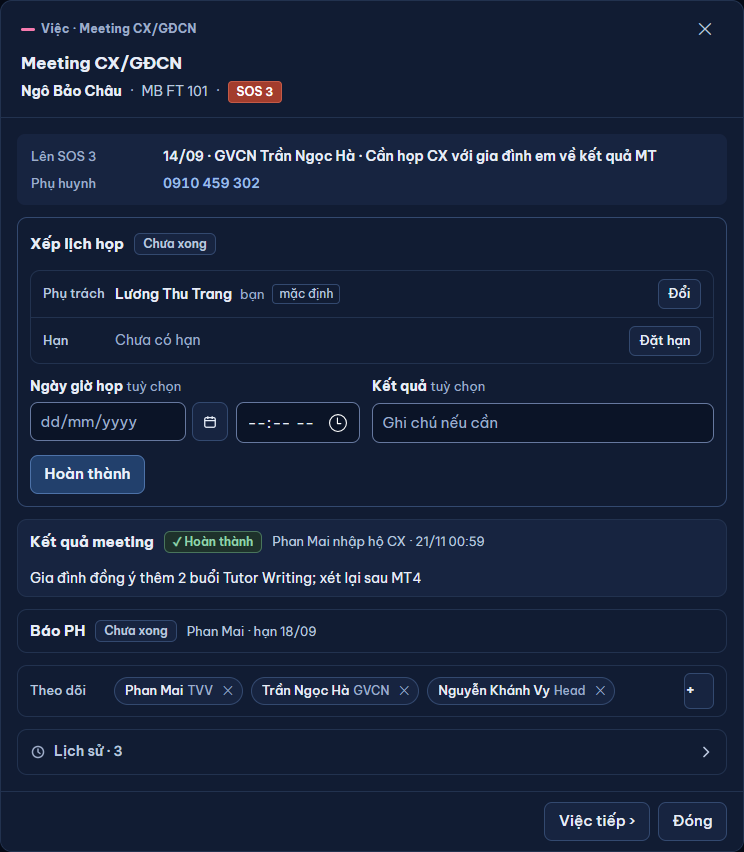 Việc · Meeting CX/GĐCN
Meeting CX/GĐCN
Ngô Bảo Châu · MB FT 101 · SOS 3
Lên SOS 3 14/09 · GVCN Trần Ngọc Hà · Cần họp CX với gia đình em về kết quả MT
Phụ huynh 0910 459 302
Xếp lịch họp Chưa xong
Phụ trách Lương Thu Trang bạn mặc định Đổi
Hạn Chưa có hạn Đặt hạn
Ngày giờ họp tuỳ chọn Kết quả tuỳ chọn
dd/mm/yyyy --:-- -- Ghi chú nếu cần
Hoàn thành
Kết quả meeting ✓ Hoàn thành Phan Mai nhập hộ CX · 21/11 00:59
Gia đình đồng ý thêm 2 buổi Tutor Writing; xét lại sau MT4
Báo PH Chưa xong Phan Mai · hạn 18/09
Theo dõi Phan Mai TVV × Trần Ngọc Hà GVCN × Nguyễn Khánh Vy Head × +
Lịch sử · 3
Việc tiếp › Đóng